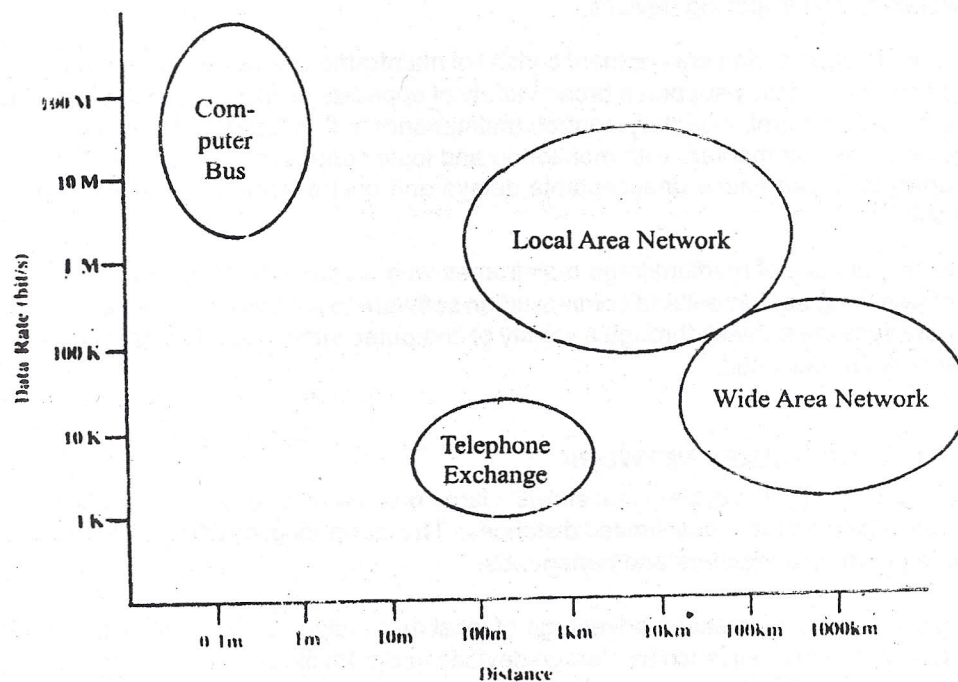 100 M
10 M
1 M
100 K
10 K
1 K
Data Rate (bit/s)
Com-
puter
Bus
Local Area Network
Wide Area Network
Telephone
Exchange
0 1m
1m
10m
100m
1km
10km
100km
1000km
Distance